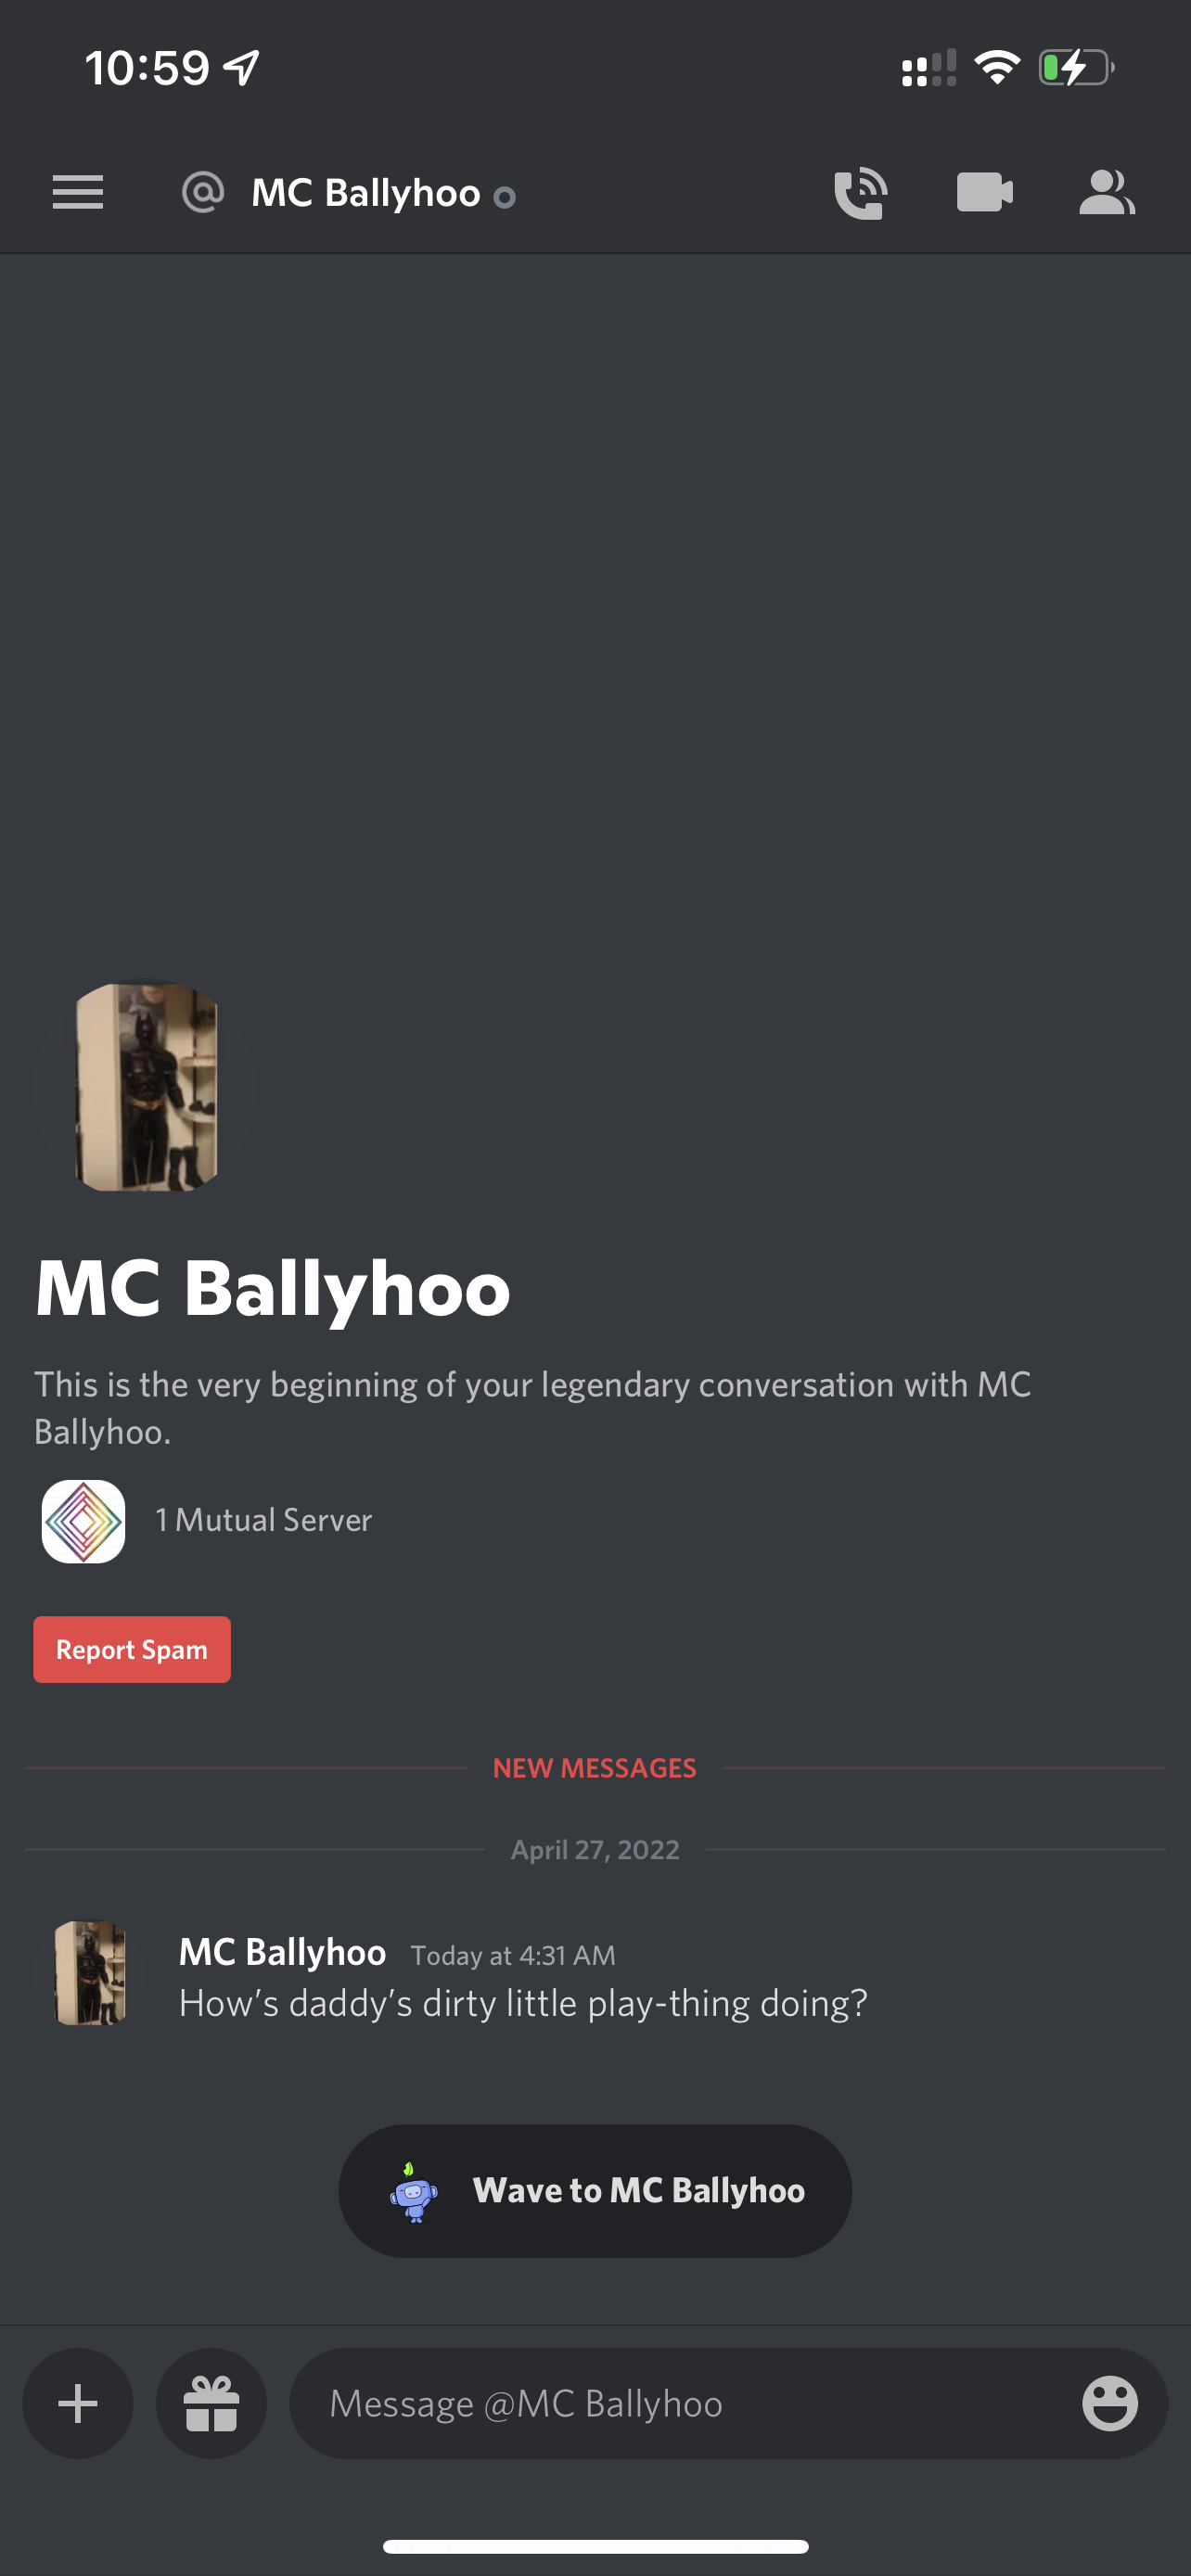 10:59
@ MC Ballyhoo
MC Ballyhoo
This is the very beginning of your legendary conversation with MC
Ballyhoo.
1 Mutual Server
Report Spam
NEW MESSAGES
April 27, 2022
MC Ballyhoo Today at 4:31 AM
How’s daddy’s dirty little play-thing doing?
Wave to MC Ballyhoo
Message @MC Ballyhoo